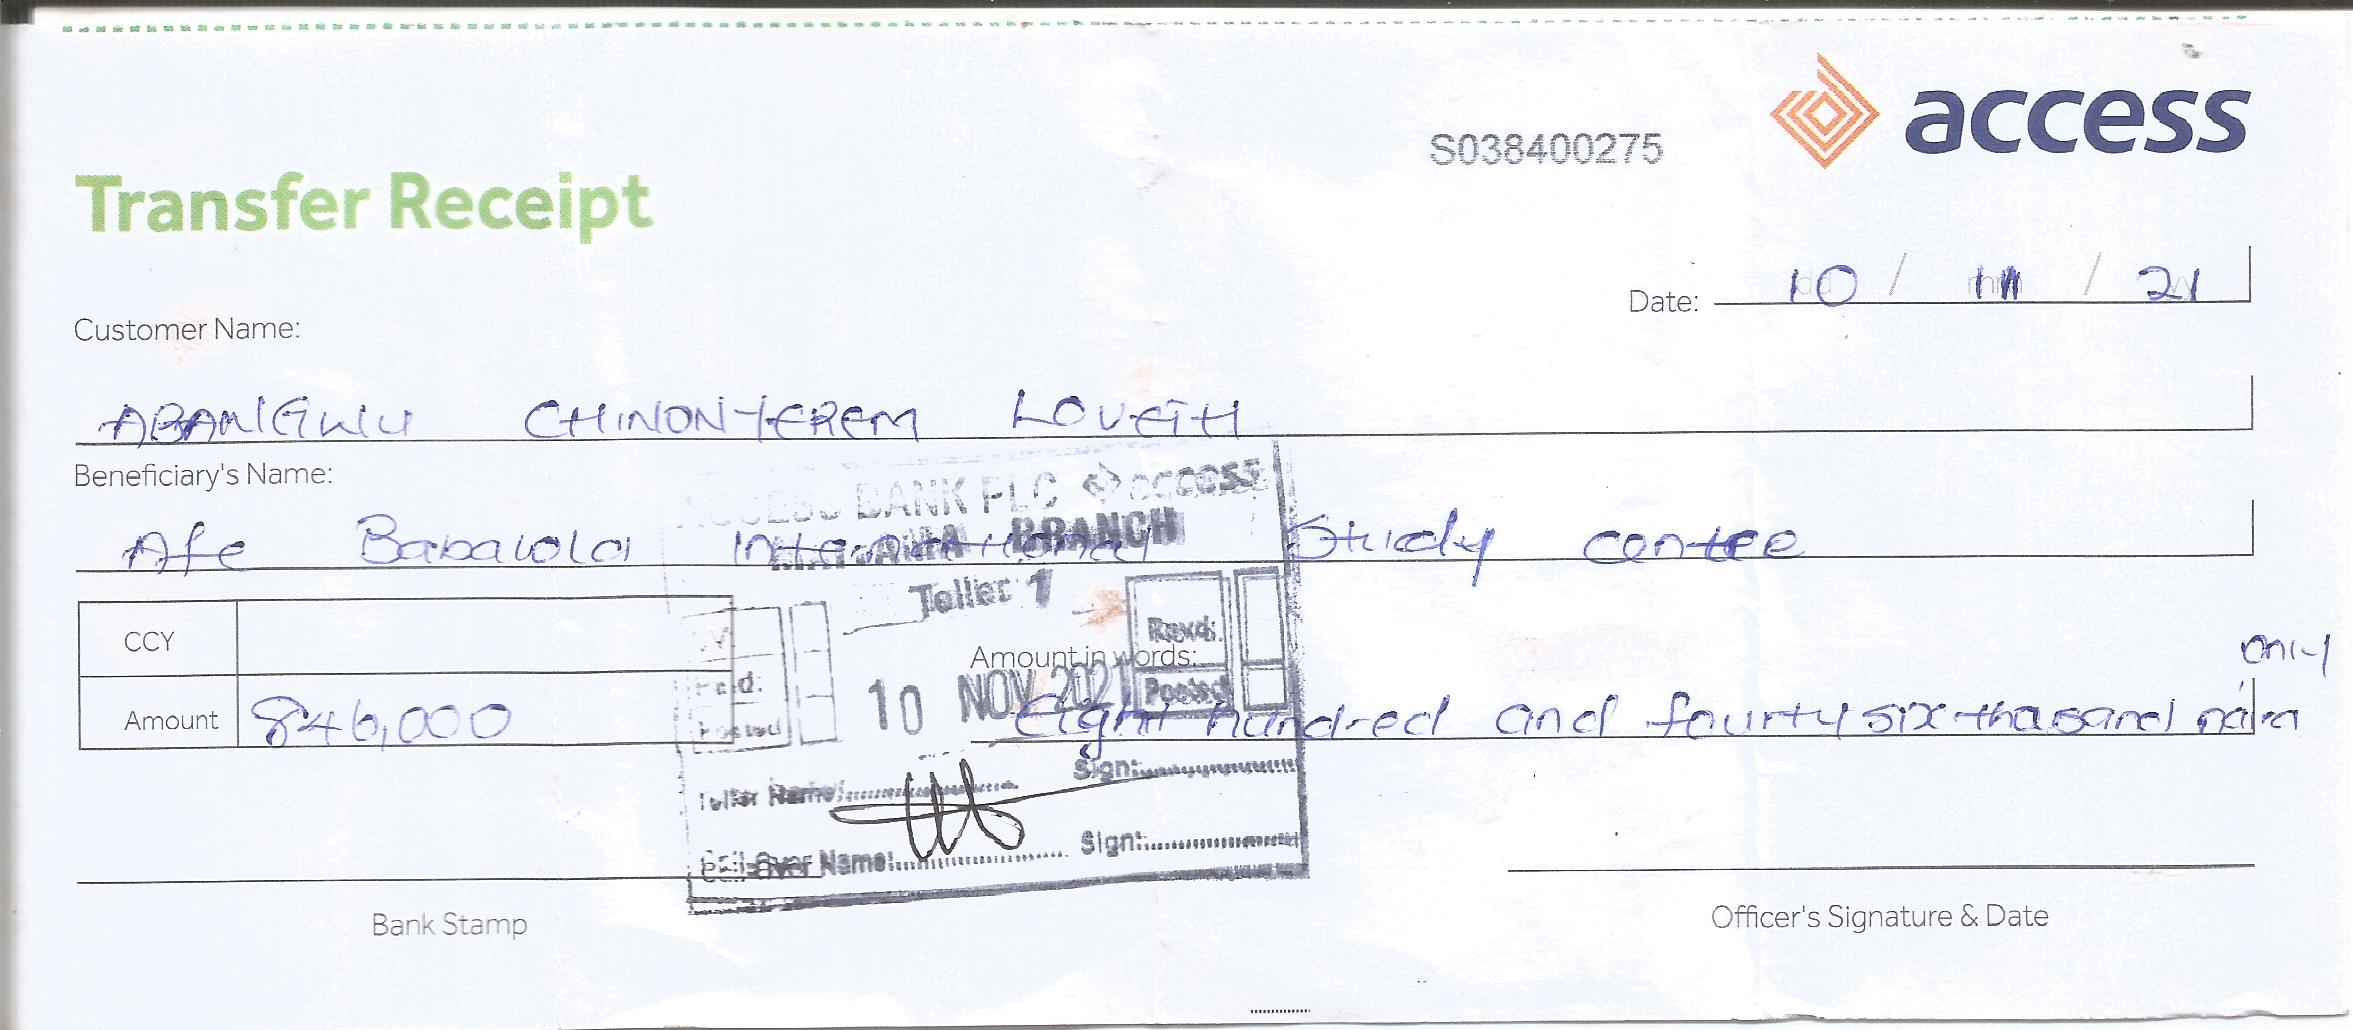 access
S038400275
Transfer Receipt
Date: 10 / 11 / 21
Customer Name:
ABANIGWU CHINONYEREM LOVETH
Beneficiary's Name:
Afe Babalola International Study centre
ACCESS BANK PLC access
BRANCH
Teller 1
CCY
Rexd:
Amount in words:
only
Amount 846,000
Posted
Posted
10 NOV 2021
Eight hundred and fourty six thasand naira
Teller Name: Sign:
Call-Over Name: Sign:
Bank Stamp
Officer's Signature & Date